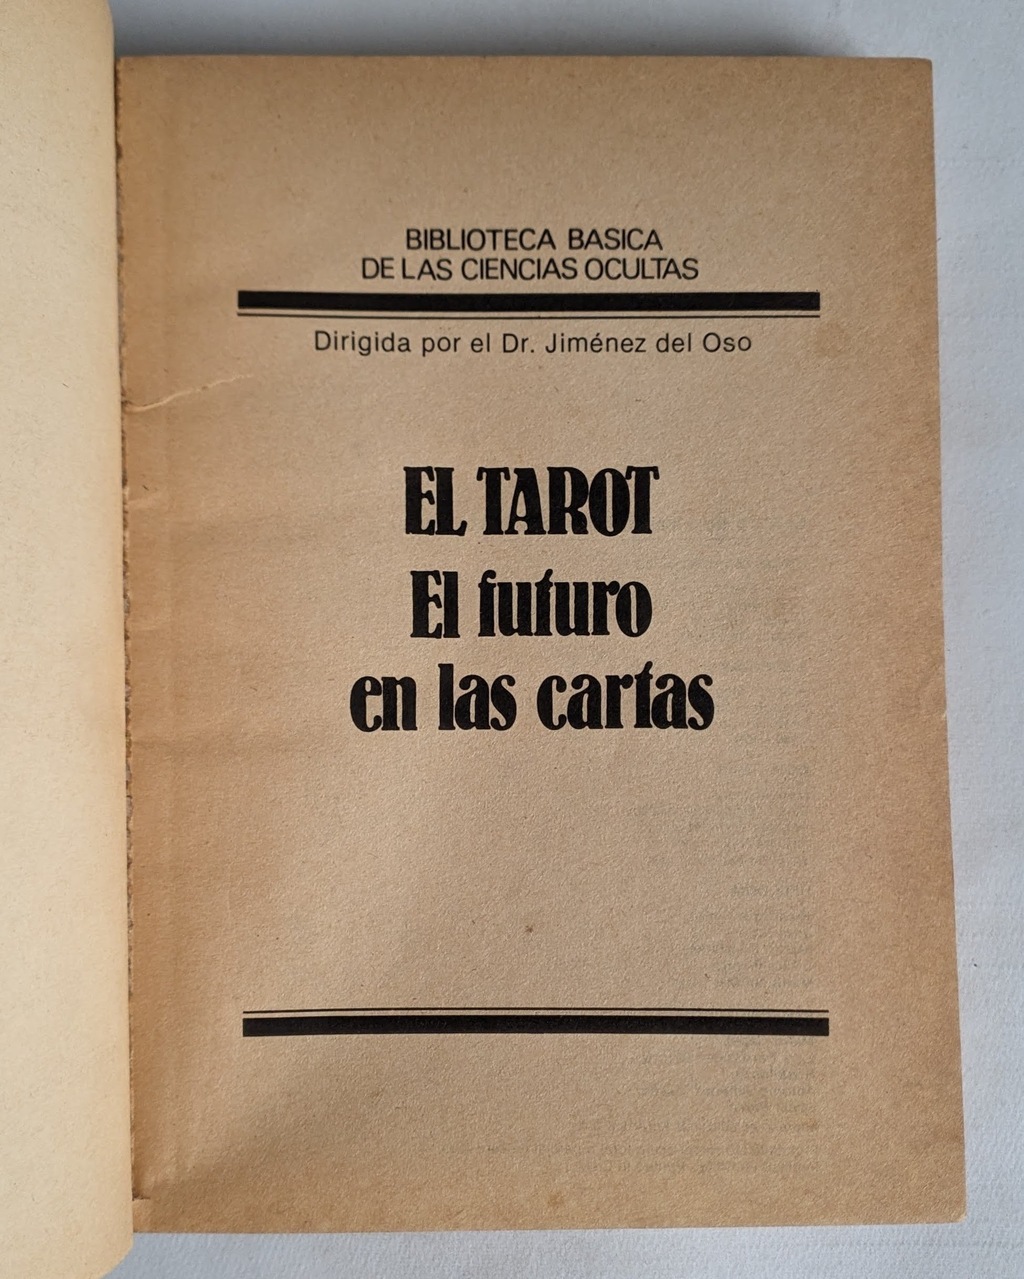 BIBLIOTECA BASICA
DE LAS CIENCIAS OCULTAS
Dirigida por el Dr. Jiménez del Oso
EL TAROT
El futuro
en las cartas